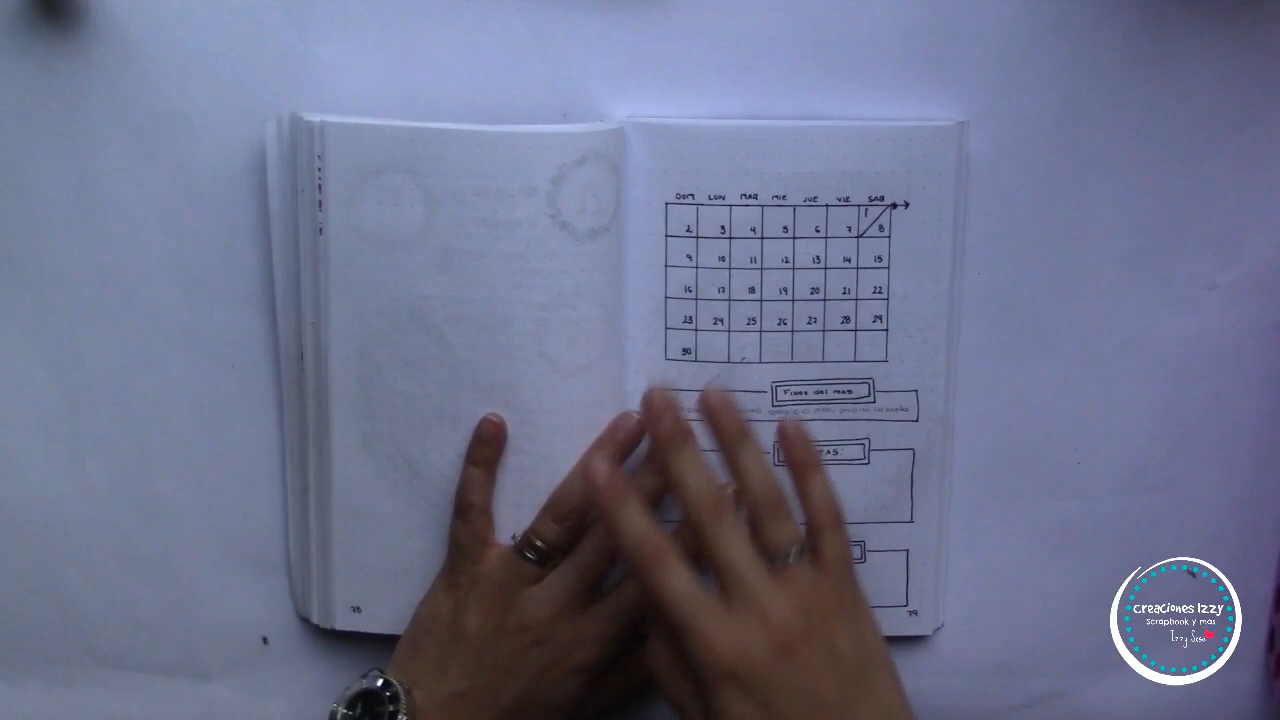 DOM LUN MAR MIE JUE VIE SAB
1
2 3 4 5 6 7 8
9 10 11 12 13 14 15
16 17 18 19 20 21 22
23 24 25 26 27 28 29
30
Frase del mes
78
79
creaciones Izzy
scrapbook y mas
Izzy Sosa